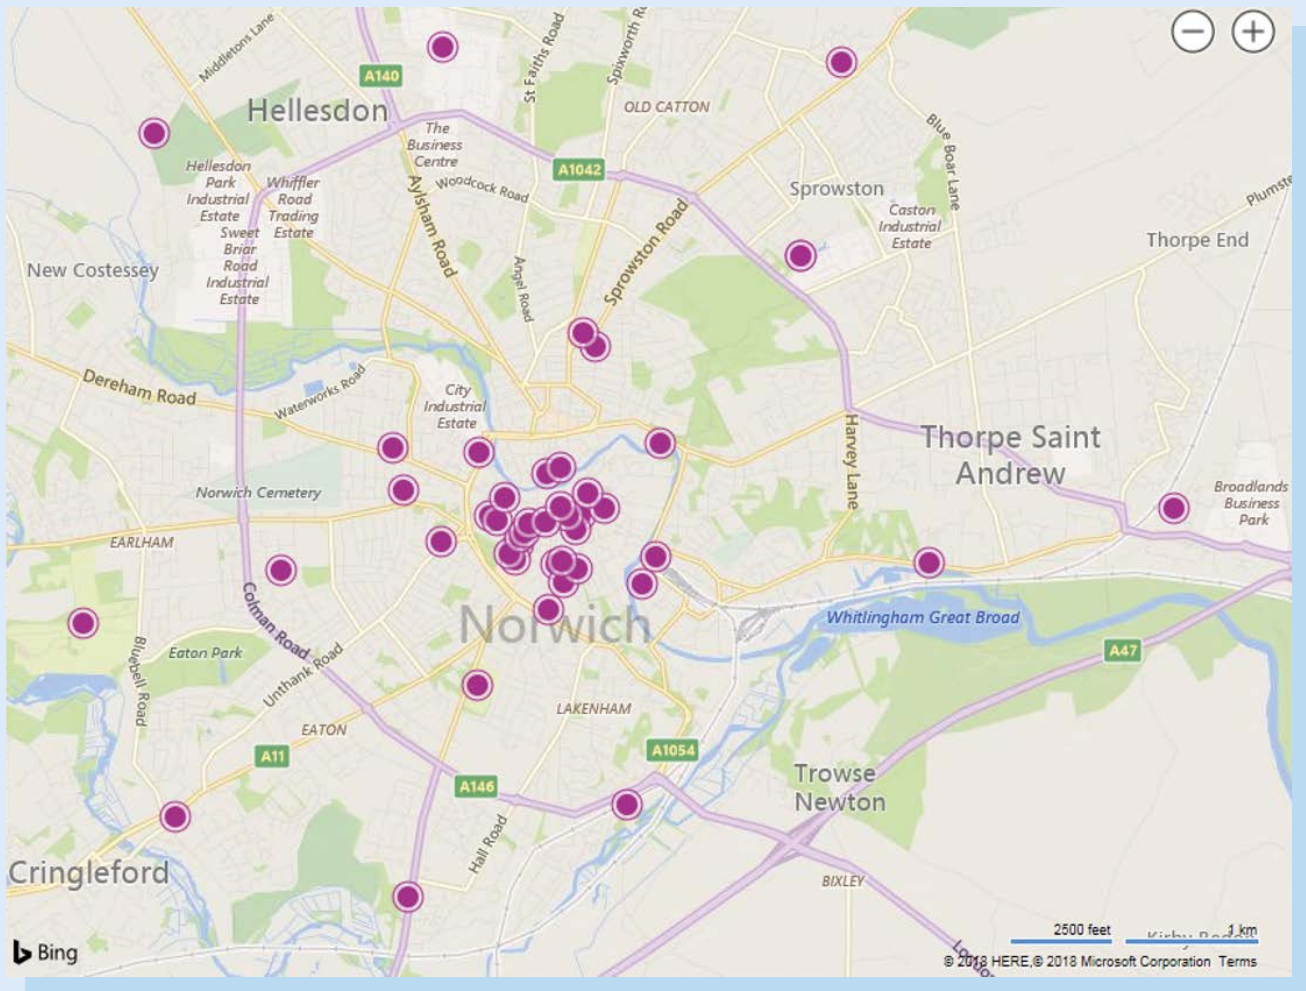 Middletons Lane
St Faiths Road
Spixworth R
A140
Hellesdon
OLD CATTON
The
Business
Centre
Blue Boar Lane
A1042
Hellesdon
Park
Industrial
Estate
Whiffler
Road
Trading
Estate
Woodcock Road
Aylsham Road
Sprowston
Plumste
Caston
Industrial
Estate
Sprowston Road
Sweet
Briar
Road
Industrial
Estate
Thorpe End
New Costessey
Angel Road
Dereham Road
Waterworks Road
City
Industrial
Estate
Harvey Lane
Thorpe Saint
Andrew
Norwich Cemetery
Broadlands
Business
Park
EARLHAM
Colman Road
Norwich
Whitlingham Great Broad
Bluebell Road
Eaton Park
Unthank Road
A47
LAKENHAM
EATON
A11
A1054
A146
Trowse
Newton
Hall Road
Cringleford
BIXLEY
Bing
2500 feet
1 km
© 2018 HERE,© 2018 Microsoft Corporation Terms